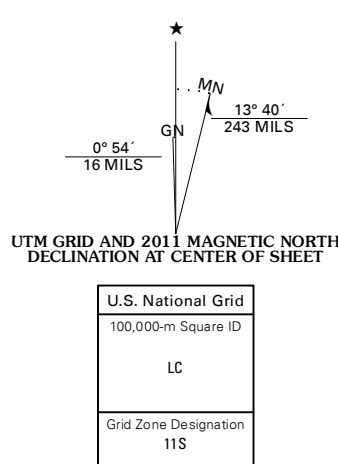 ★
MN
GN
13° 40´
243 MILS
0° 54´
16 MILS
UTM GRID AND 2011 MAGNETIC NORTH
DECLINATION AT CENTER OF SHEET
U.S. National Grid
100,000-m Square ID
LC
Grid Zone Designation
11S